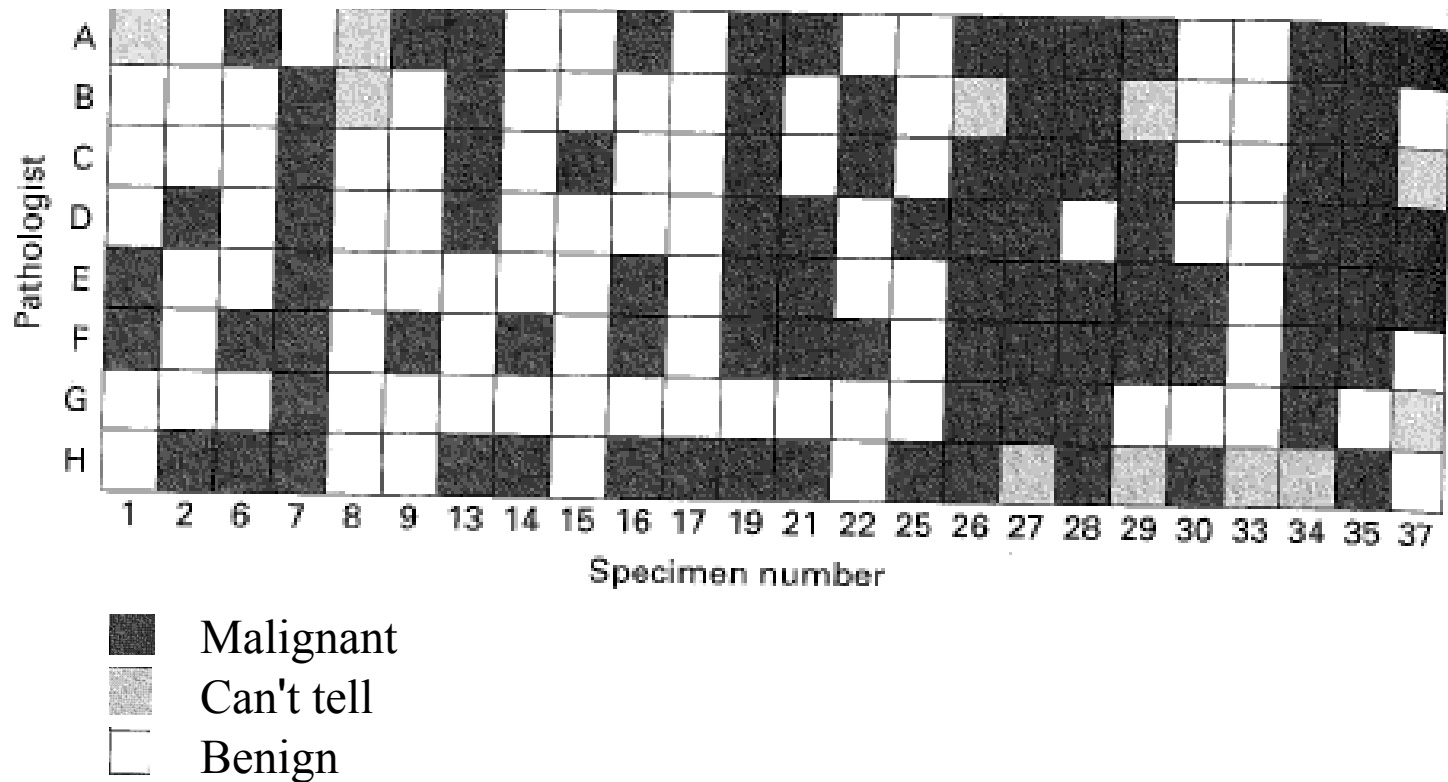 Pathologist
A
B
C
D
E
F
G
H
1 2 6 7 8 9 13 14 15 16 17 19 21 22 25 26 27 28 29 30 33 34 35 37
Specimen number
Malignant
Can't tell
Benign